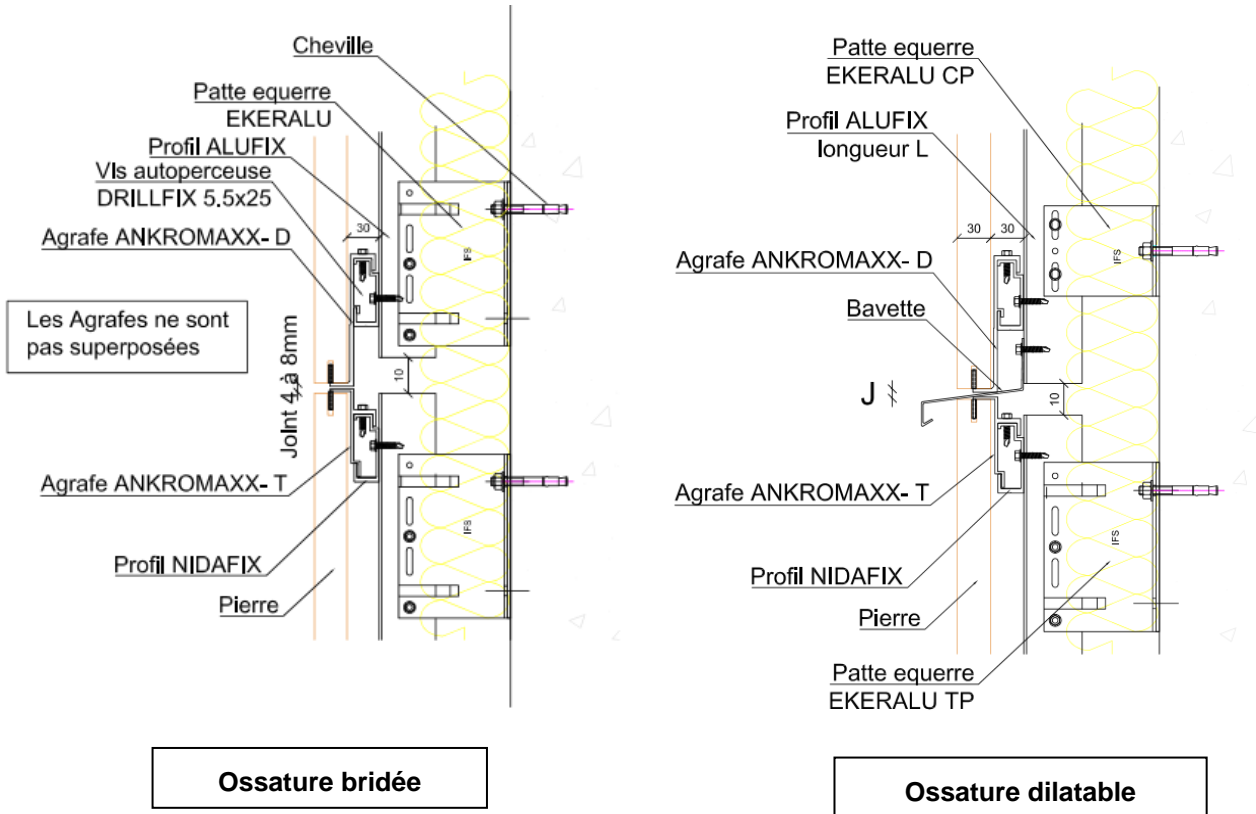 Cheville
Patte equerre
EKERALU
Profil ALUFIX
VIs autoperceuse
DRILLFIX 5.5x25
Agrafe ANKROMAXX- D
Les Agrafes ne sont
pas superposées
Joint 4 à 8mm
Agrafe ANKROMAXX- T
Profil NIDAFIX
Pierre
30
10
IFS
IFS
Ossature bridée
Patte equerre
EKERALU CP
Profil ALUFIX
longueur L
30 30
Agrafe ANKROMAXX- D
Bavette
J
10
Agrafe ANKROMAXX- T
Profil NIDAFIX
Pierre
Patte equerre
EKERALU TP
IFS
IFS
Ossature dilatable